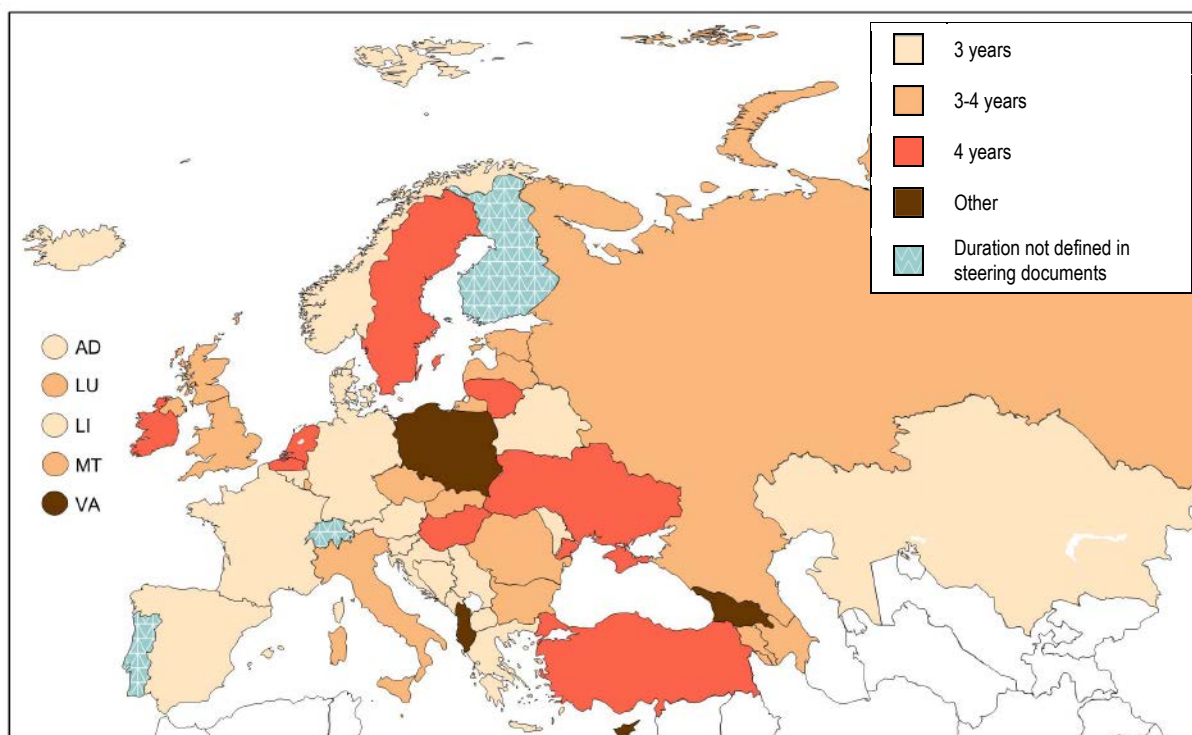 3 years
3-4 years
4 years
Other
Duration not defined in
steering documents
AD
LU
LI
MT
VA